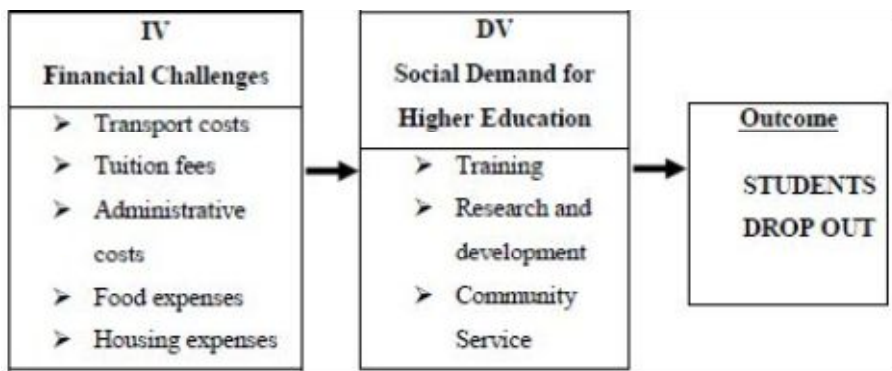 IV
Financial Challenges
➢ Transport costs
➢ Tuition fees
➢ Administrative
costs
➢ Food expenses
➢ Housing expenses
DV
Social Demand for
Higher Education
➢ Training
➢ Research and
development
➢ Community
Service
Outcome
STUDENTS
DROP OUT